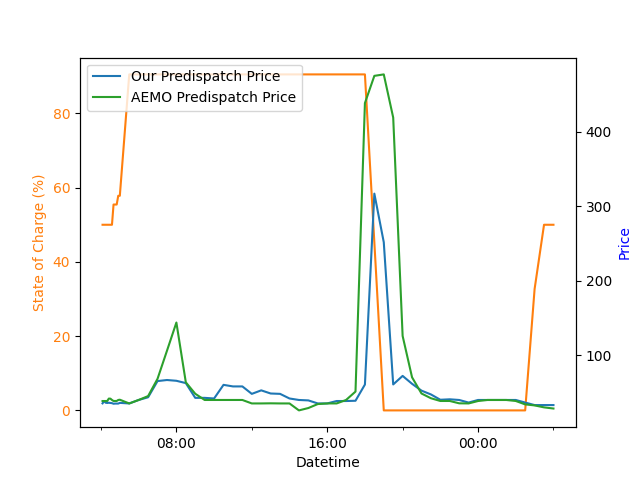 Our Predispatch Price
AEMO Predispatch Price
80
60
40
20
0
State of Charge (%)
400
300
200
100
Price
08:00
16:00
00:00
Datetime